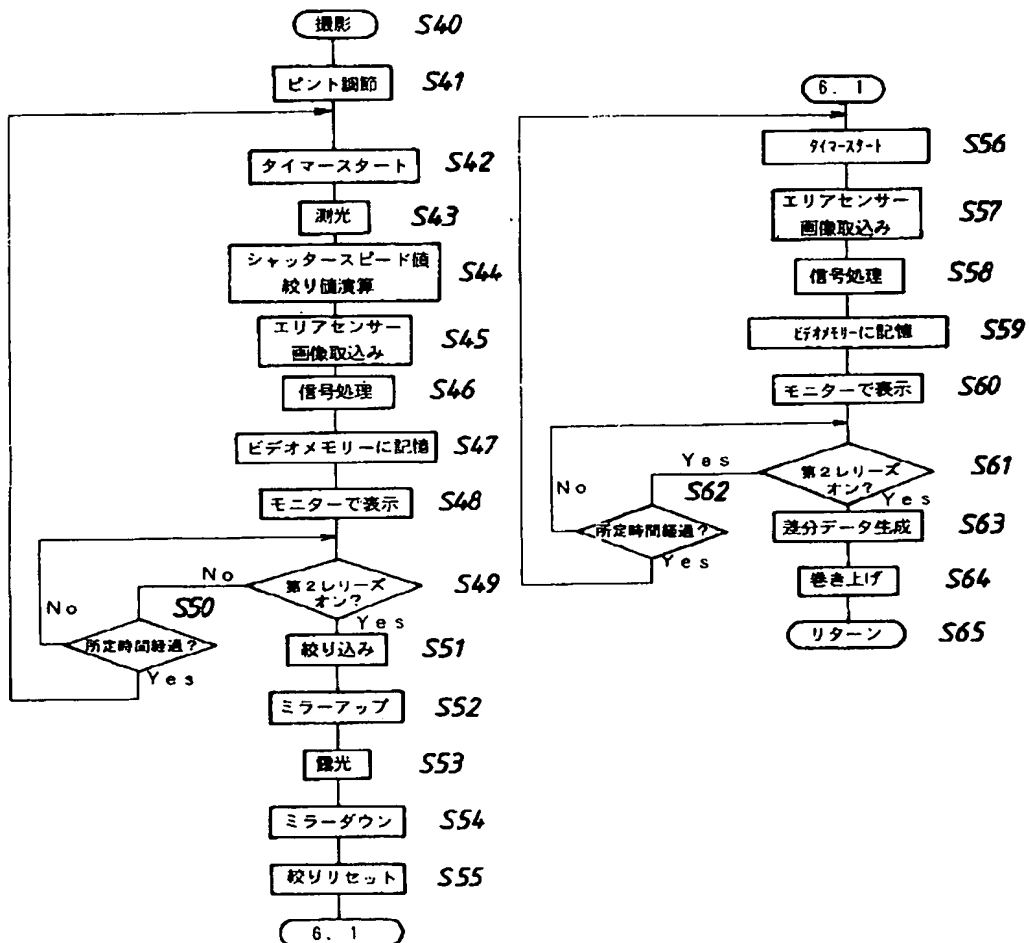 撮影 S40
ピント調節 S41
タイマースタート S42
測光 S43
シャッタースピード値
絞り値演算 S44
エリアセンサー
画像取込み S45
信号処理 S46
ビデオメモリーに記憶 S47
モニターで表示 S48
第2レリーズ
オン? S49
No
Yes
所定時間経過? S50
No
Yes
絞り込み S51
ミラーアップ S52
露光 S53
ミラーダウン S54
絞りリセット S55
6. 1
6. 1
タイマースタート S56
エリアセンサー
画像取込み S57
信号処理 S58
ビデオメモリーに記憶 S59
モニターで表示 S60
第2レリーズ
オン? S61
Yes
Yes
所定時間経過? S62
No
Yes
差分データ生成 S63
巻き上げ S64
リターン S65